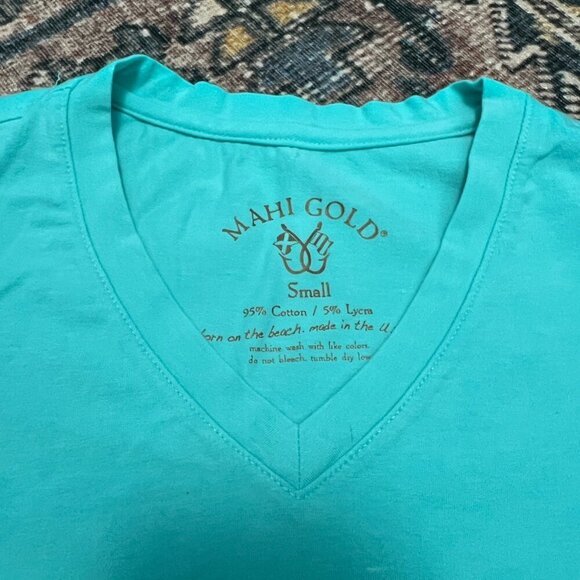 MAHI GOLD®
Small
95% Cotton / 5% Lycra
orn on the beach. made in the U.
machine wash with like colors
do not bleach. tumble dry low